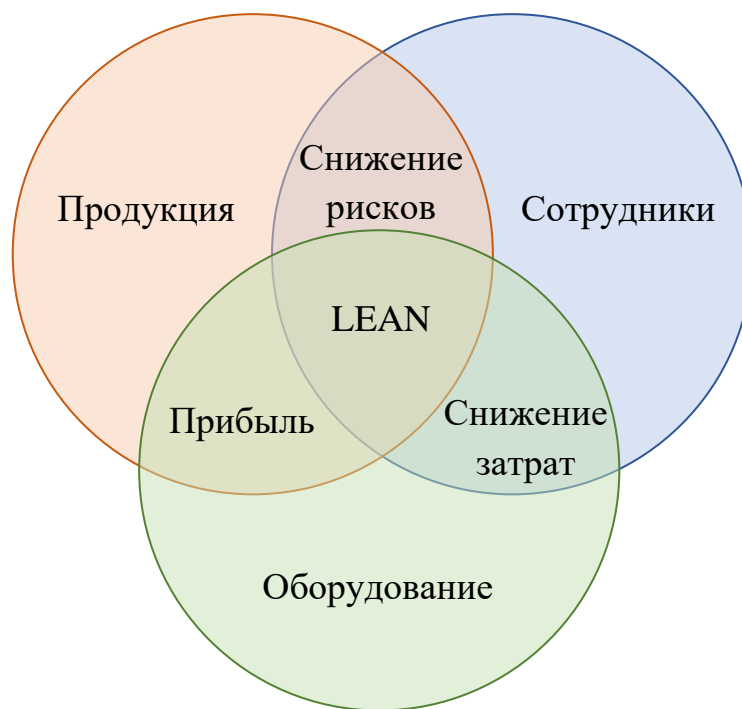 Снижение
рисков
Продукция
Сотрудники
LEAN
Прибыль
Снижение
затрат
Оборудование